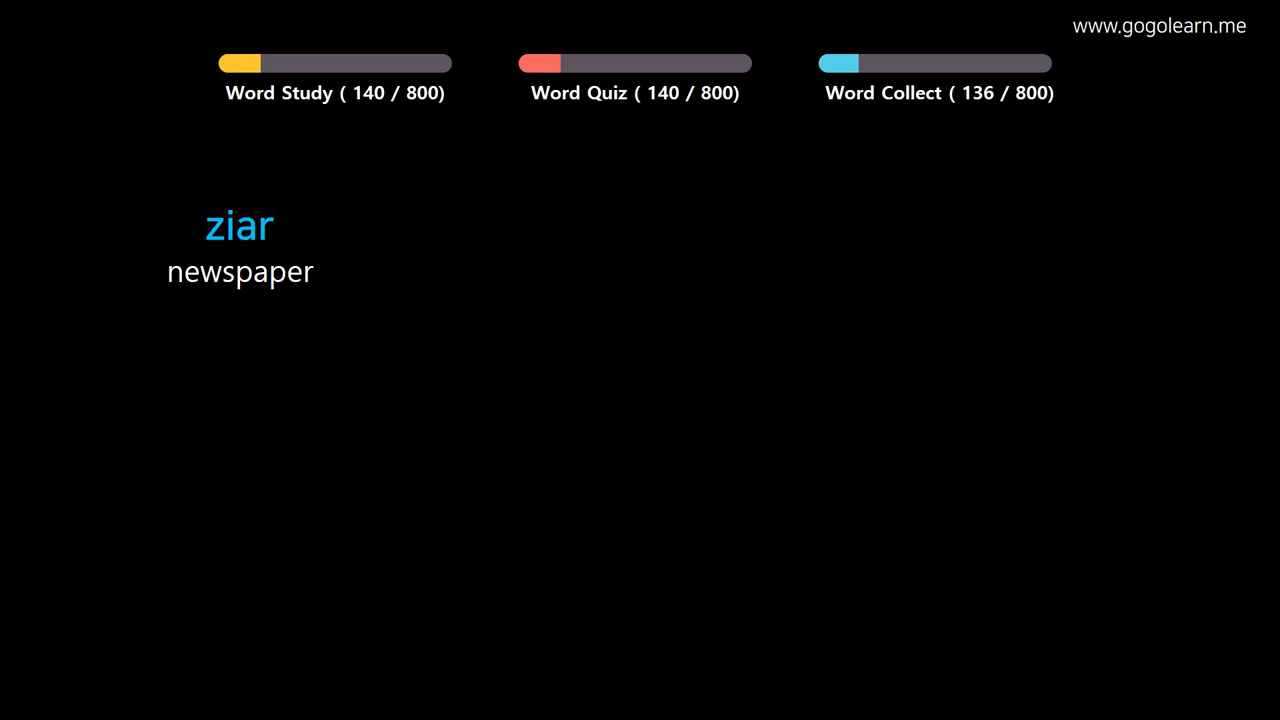 www.gogolearn.me
Word Study ( 140 / 800)
Word Quiz ( 140 / 800)
Word Collect ( 136 / 800)
ziar
newspaper